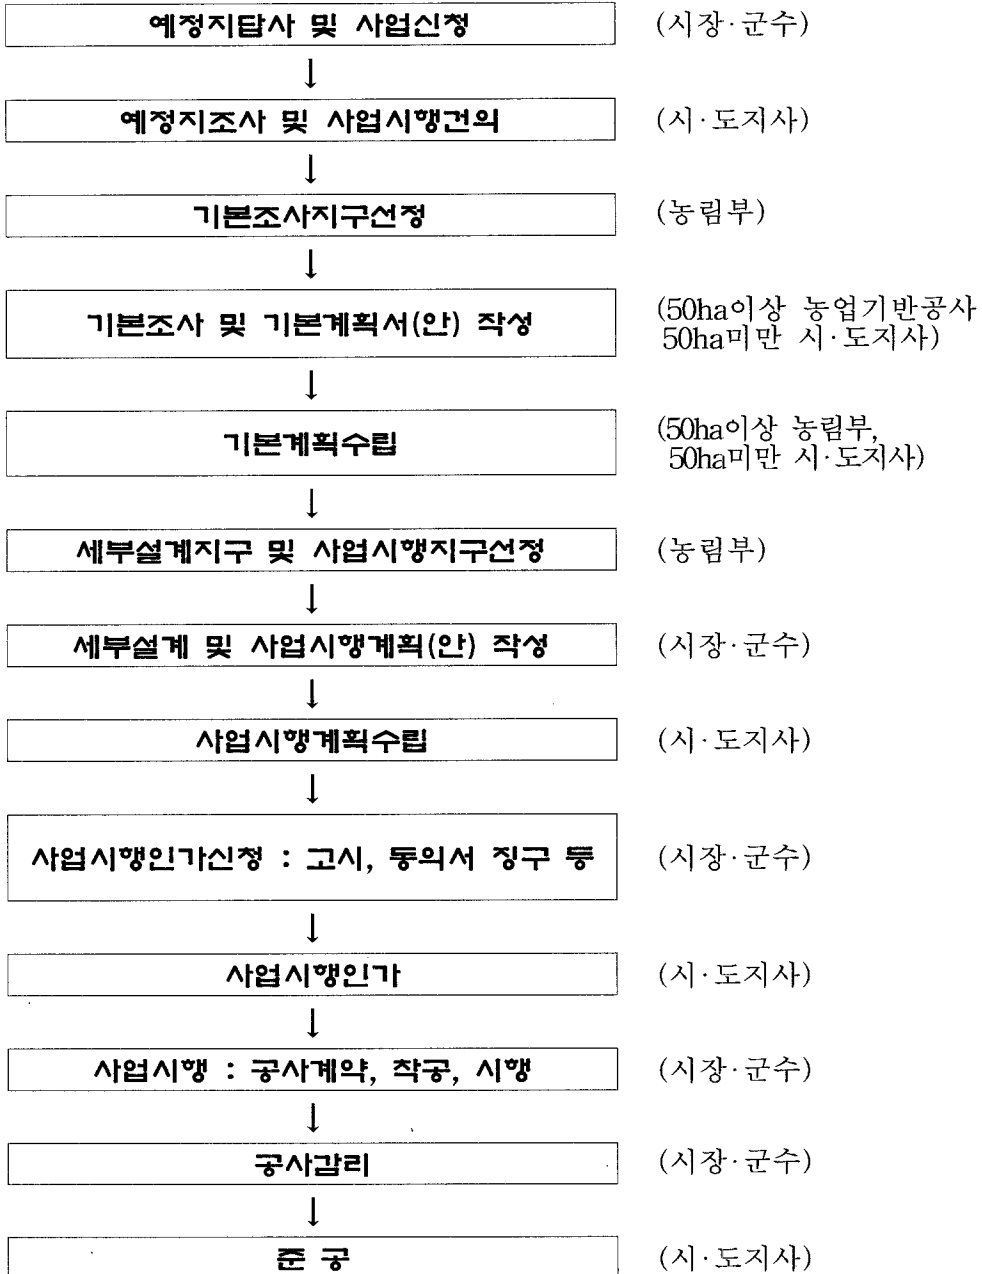 예정지답사 및 사업신청 (시장·군수)
↓
예정지조사 및 사업시행건의 (시·도지사)
↓
기본조사지구선정 (농림부)
↓
기본조사 및 기본계획서(안) 작성 (50ha이상 농업기반공사
50ha미만 시·도지사)
↓
기본계획수립 (50ha이상 농림부,
50ha미만 시·도지사)
↓
세부설계지구 및 사업시행지구선정 (농림부)
↓
세부설계 및 사업시행계획(안) 작성 (시장·군수)
↓
사업시행계획수립 (시·도지사)
↓
사업시행인가신청 : 고시, 동의서 징구 등 (시장·군수)
↓
사업시행인가 (시·도지사)
↓
사업시행 : 공사계약, 착공, 시행 (시장·군수)
↓
공사감리 (시장·군수)
↓
준 공 (시·도지사)